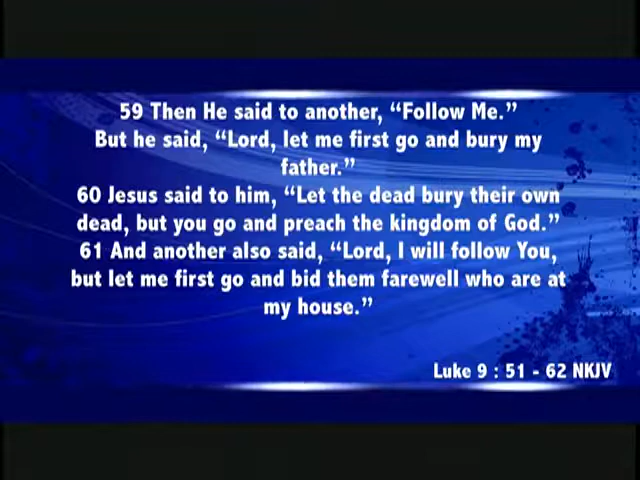 59 Then He said to another, “Follow Me.”
But he said, “Lord, let me first go and bury my
father.”
60 Jesus said to him, “Let the dead bury their own
dead, but you go and preach the kingdom of God.”
61 And another also said, “Lord, I will follow You,
but let me first go and bid them farewell who are at
my house.”
Luke 9 : 51 - 62 NKJV